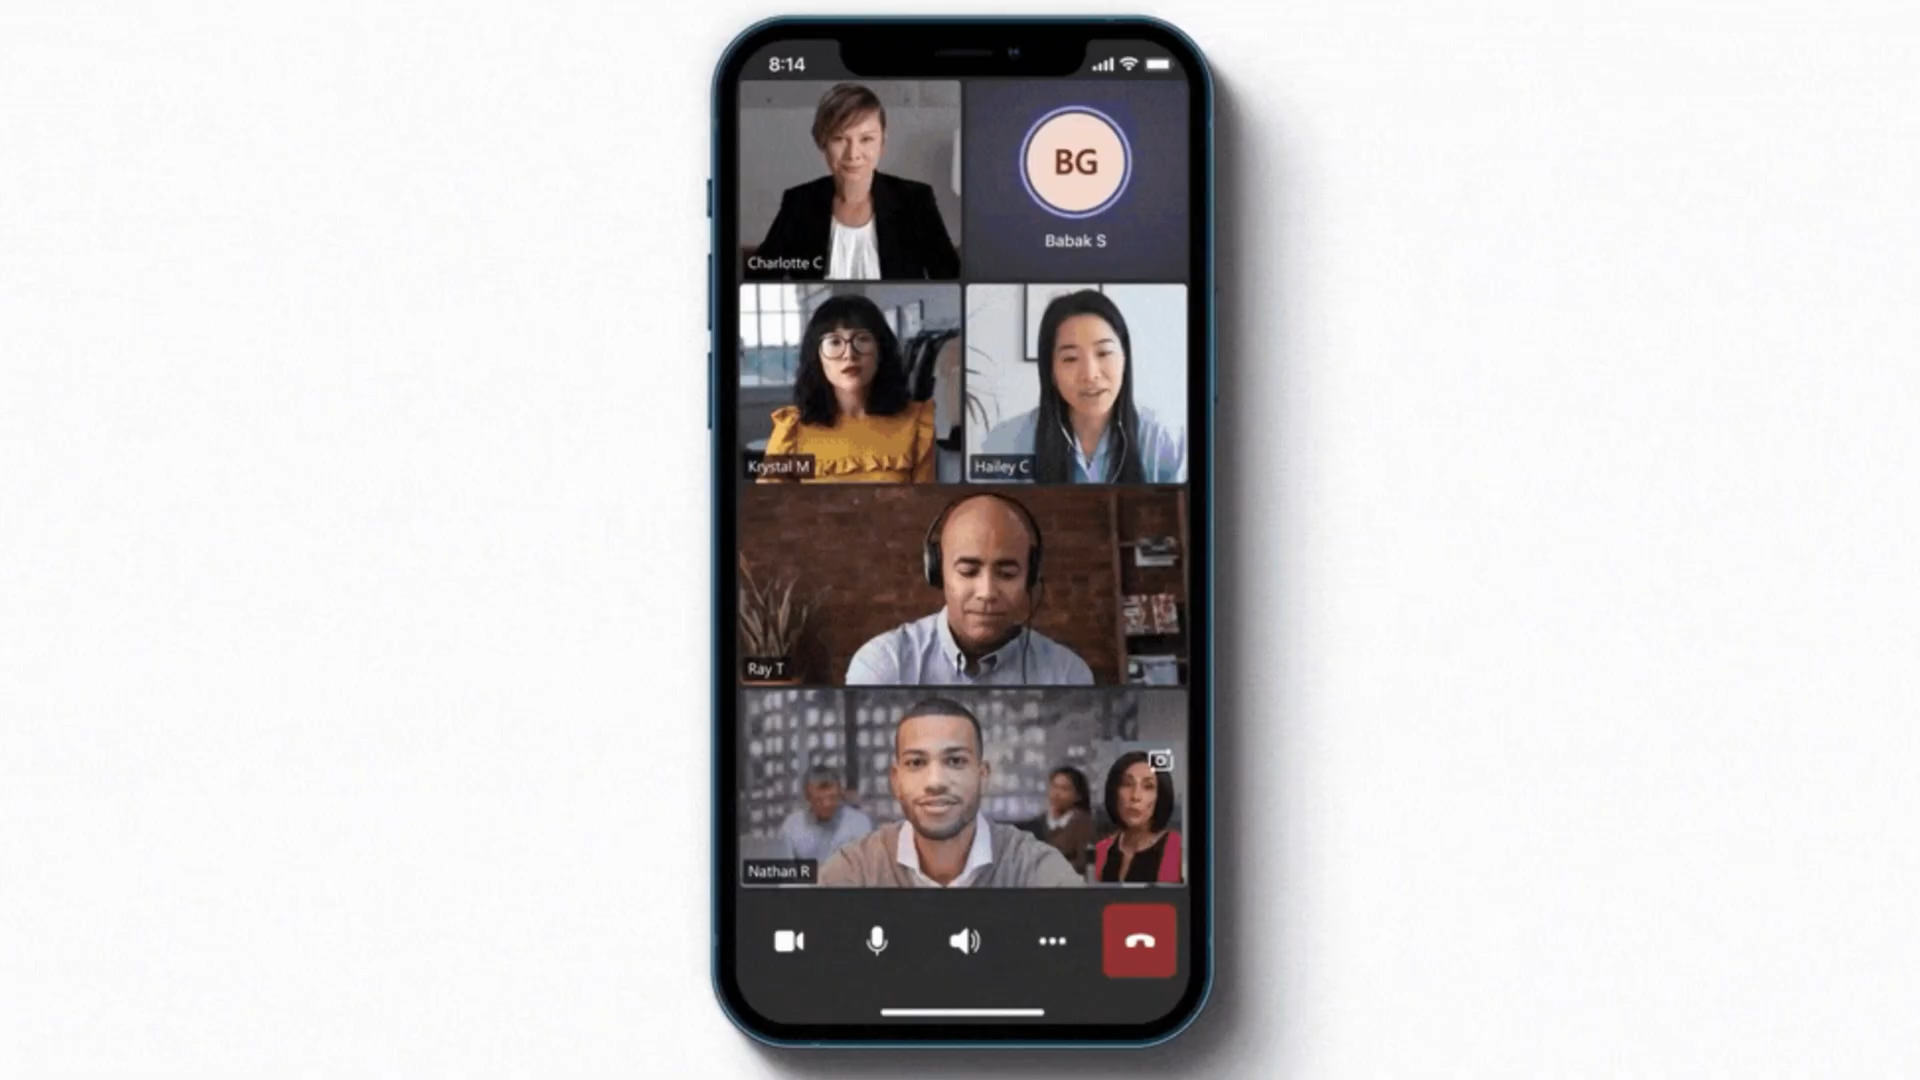 8:14
BG
Babak S
Charlotte C
Krystal M
Hailey C
Ray T
Nathan R